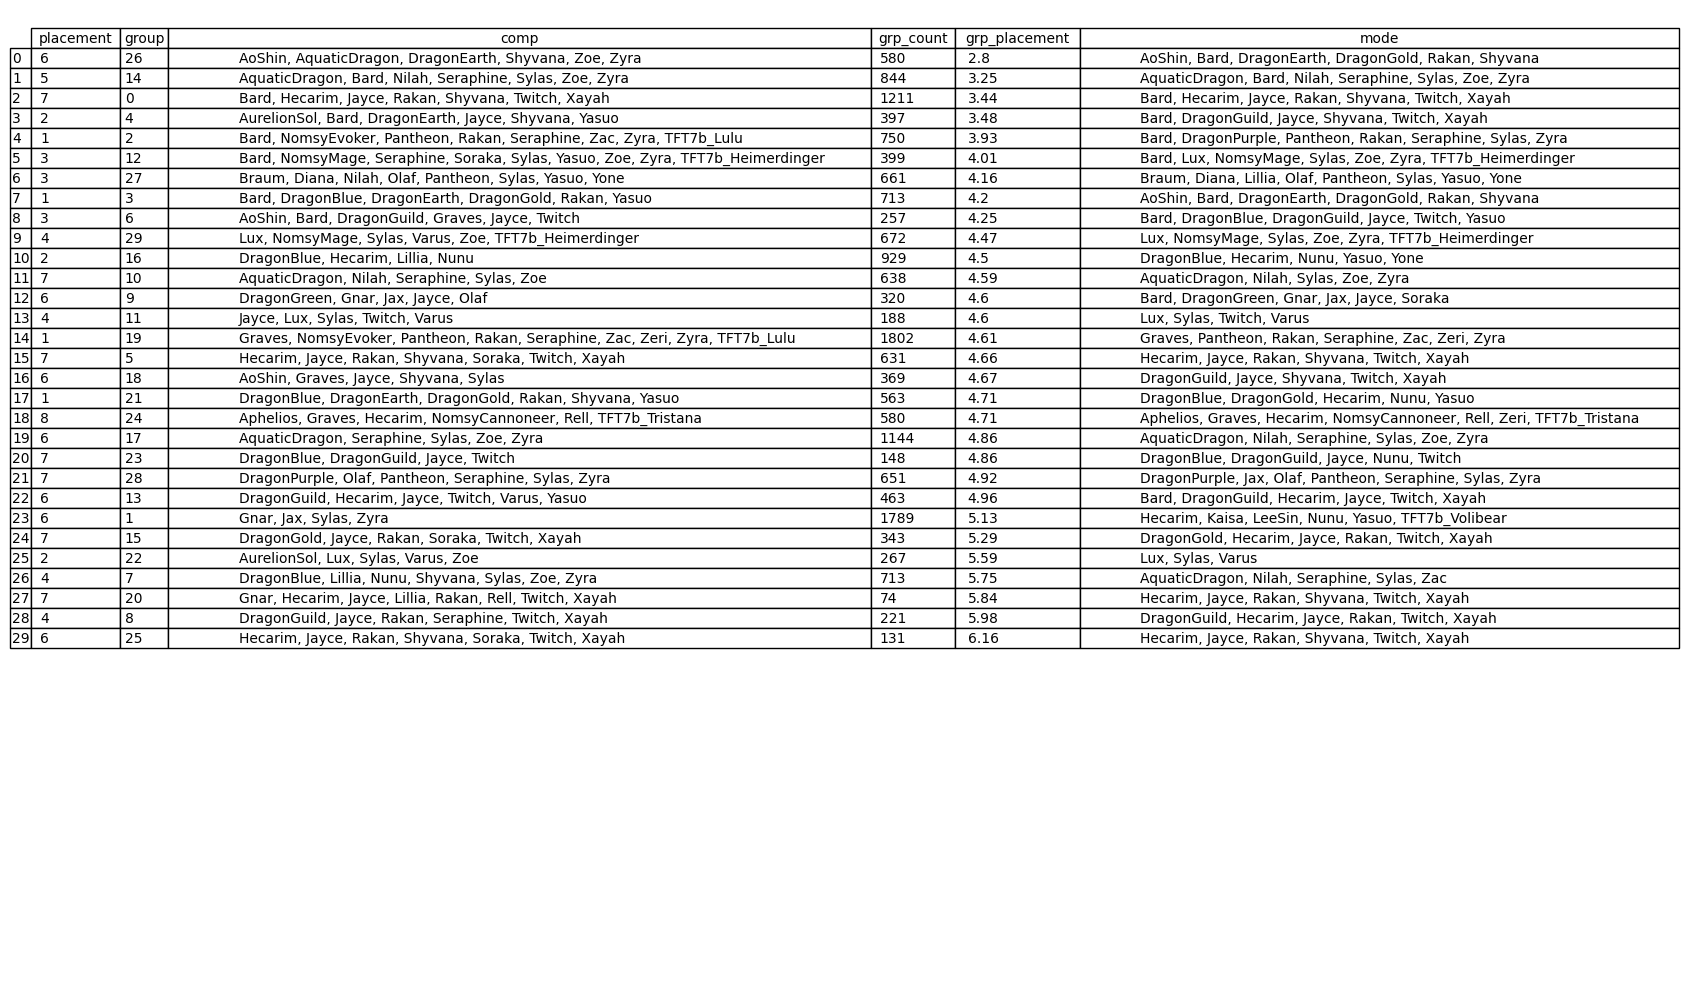 placement group comp grp_count grp_placement mode
0 6 26 AoShin, AquaticDragon, DragonEarth, Shyvana, Zoe, Zyra 580 2.8 AoShin, Bard, DragonEarth, DragonGold, Rakan, Shyvana
1 5 14 AquaticDragon, Bard, Nilah, Seraphine, Sylas, Zoe, Zyra 844 3.25 AquaticDragon, Bard, Nilah, Seraphine, Sylas, Zoe, Zyra
2 7 0 Bard, Hecarim, Jayce, Rakan, Shyvana, Twitch, Xayah 1211 3.44 Bard, Hecarim, Jayce, Rakan, Shyvana, Twitch, Xayah
3 2 4 AurelionSol, Bard, DragonEarth, Jayce, Shyvana, Yasuo 397 3.48 Bard, DragonGuild, Jayce, Shyvana, Twitch, Xayah
4 1 2 Bard, NomsyEvoker, Pantheon, Rakan, Seraphine, Zac, Zyra, TFT7b_Lulu 750 3.93 Bard, DragonPurple, Pantheon, Rakan, Seraphine, Sylas, Zyra
5 3 12 Bard, NomsyMage, Seraphine, Soraka, Sylas, Yasuo, Zoe, Zyra, TFT7b_Heimerdinger 399 4.01 Bard, Lux, NomsyMage, Sylas, Zoe, Zyra, TFT7b_Heimerdinger
6 3 27 Braum, Diana, Nilah, Olaf, Pantheon, Sylas, Yasuo, Yone 661 4.16 Braum, Diana, Lillia, Olaf, Pantheon, Sylas, Yasuo, Yone
7 1 3 Bard, DragonBlue, DragonEarth, DragonGold, Rakan, Yasuo 713 4.2 AoShin, Bard, DragonEarth, DragonGold, Rakan, Shyvana
8 3 6 AoShin, Bard, DragonGuild, Graves, Jayce, Twitch 257 4.25 Bard, DragonBlue, DragonGuild, Jayce, Twitch, Yasuo
9 4 29 Lux, NomsyMage, Sylas, Varus, Zoe, TFT7b_Heimerdinger 672 4.47 Lux, NomsyMage, Sylas, Zoe, Zyra, TFT7b_Heimerdinger
10 2 16 DragonBlue, Hecarim, Lillia, Nunu 929 4.5 DragonBlue, Hecarim, Nunu, Yasuo, Yone
11 7 10 AquaticDragon, Nilah, Seraphine, Sylas, Zoe 638 4.59 AquaticDragon, Nilah, Sylas, Zoe, Zyra
12 6 9 DragonGreen, Gnar, Jax, Jayce, Olaf 320 4.6 Bard, DragonGreen, Gnar, Jax, Jayce, Soraka
13 4 11 Jayce, Lux, Sylas, Twitch, Varus 188 4.6 Lux, Sylas, Twitch, Varus
14 1 19 Graves, NomsyEvoker, Pantheon, Rakan, Seraphine, Zac, Zeri, Zyra, TFT7b_Lulu 1802 4.61 Graves, Pantheon, Rakan, Seraphine, Zac, Zeri, Zyra
15 7 5 Hecarim, Jayce, Rakan, Shyvana, Soraka, Twitch, Xayah 631 4.66 Hecarim, Jayce, Rakan, Shyvana, Twitch, Xayah
16 6 18 AoShin, Graves, Jayce, Shyvana, Sylas 369 4.67 DragonGuild, Jayce, Shyvana, Twitch, Xayah
17 1 21 DragonBlue, DragonEarth, DragonGold, Rakan, Shyvana, Yasuo 563 4.71 DragonBlue, DragonGold, Hecarim, Nunu, Yasuo
18 8 24 Aphelios, Graves, Hecarim, NomsyCannoneer, Rell, TFT7b_Tristana 580 4.71 Aphelios, Graves, Hecarim, NomsyCannoneer, Rell, Zeri, TFT7b_Tristana
19 6 17 AquaticDragon, Seraphine, Sylas, Zoe, Zyra 1144 4.86 AquaticDragon, Nilah, Seraphine, Sylas, Zoe, Zyra
20 7 23 DragonBlue, DragonGuild, Jayce, Twitch 148 4.86 DragonBlue, DragonGuild, Jayce, Nunu, Twitch
21 7 28 DragonPurple, Olaf, Pantheon, Seraphine, Sylas, Zyra 651 4.92 DragonPurple, Jax, Olaf, Pantheon, Seraphine, Sylas, Zyra
22 6 13 DragonGuild, Hecarim, Jayce, Twitch, Varus, Yasuo 463 4.96 Bard, DragonGuild, Hecarim, Jayce, Twitch, Xayah
23 6 1 Gnar, Jax, Sylas, Zyra 1789 5.13 Hecarim, Kaisa, LeeSin, Nunu, Yasuo, TFT7b_Volibear
24 7 15 DragonGold, Jayce, Rakan, Soraka, Twitch, Xayah 343 5.29 DragonGold, Hecarim, Jayce, Rakan, Twitch, Xayah
25 2 22 AurelionSol, Lux, Sylas, Varus, Zoe 267 5.59 Lux, Sylas, Varus
26 4 7 DragonBlue, Lillia, Nunu, Shyvana, Sylas, Zoe, Zyra 713 5.75 AquaticDragon, Nilah, Seraphine, Sylas, Zac
27 7 20 Gnar, Hecarim, Jayce, Lillia, Rakan, Rell, Twitch, Xayah 74 5.84 Hecarim, Jayce, Rakan, Shyvana, Twitch, Xayah
28 4 8 DragonGuild, Jayce, Rakan, Seraphine, Twitch, Xayah 221 5.98 DragonGuild, Hecarim, Jayce, Rakan, Twitch, Xayah
29 6 25 Hecarim, Jayce, Rakan, Shyvana, Soraka, Twitch, Xayah 131 6.16 Hecarim, Jayce, Rakan, Shyvana, Twitch, Xayah